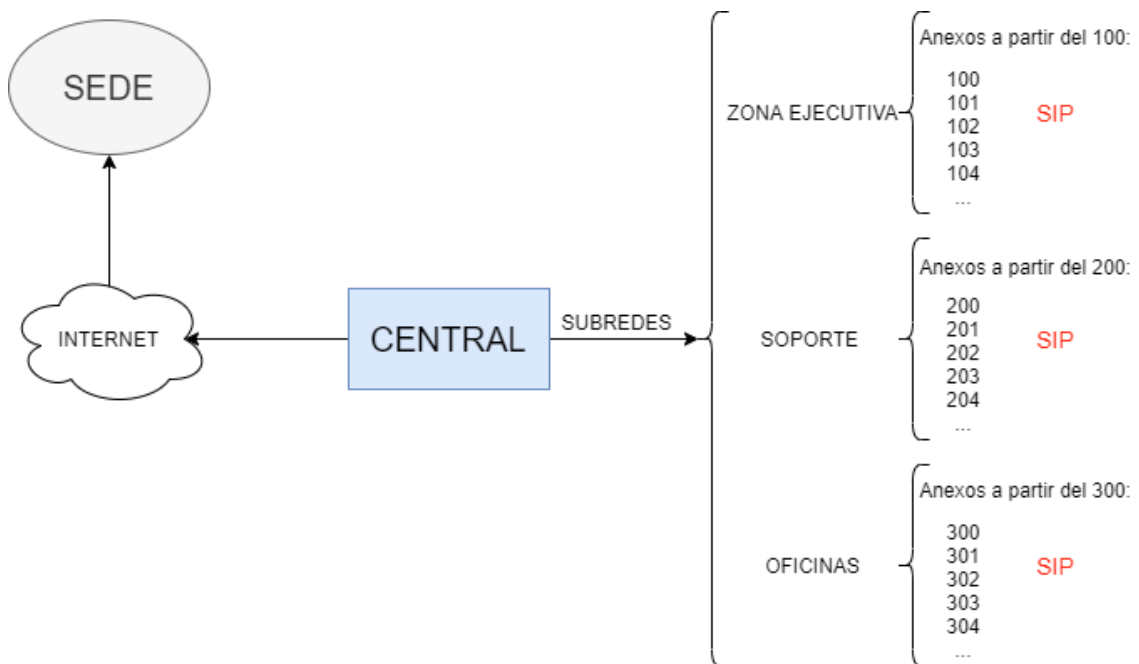 SEDE
INTERNET
CENTRAL
SUBREDES
ZONA EJECUTIVA
Anexos a partir del 100:
100
101
102
103
104
...
SIP
SOPORTE
Anexos a partir del 200:
200
201
202
203
204
...
SIP
OFICINAS
Anexos a partir del 300:
300
301
302
303
304
...
SIP